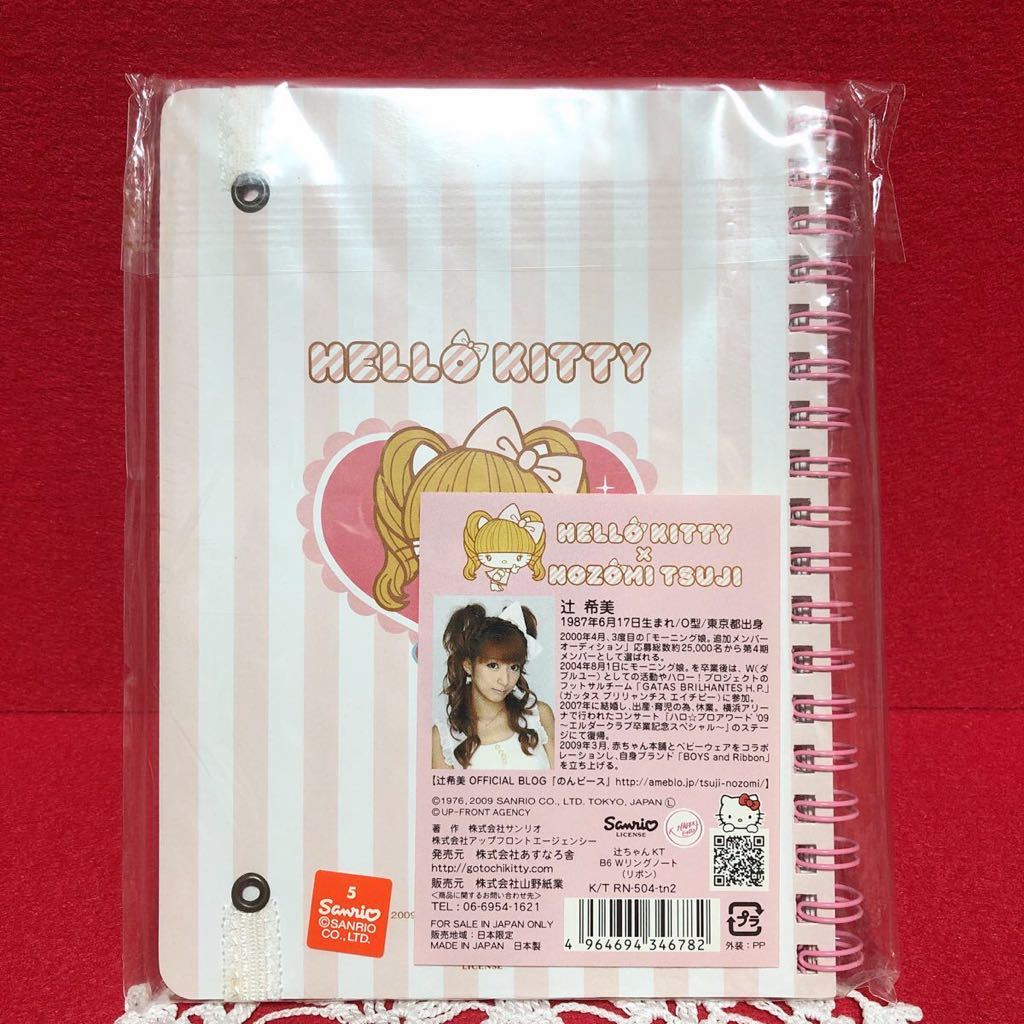 HELLO KITTY
HELLO KITTY
×
NOZOMI TSUJI
辻 希美
1987年6月17日生まれ/O型/東京都出身
2000年4月、3度目の「モーニング娘。追加メンバー
オーディション」応募総数約25,000名から第4期
メンバーとして選ばれる。
2004年8月1日にモーニング娘。を卒業後は、W(ダ
ブルユー)としての活動やハロー!プロジェクトの
フットサルチーム「GATAS BRILHANTES H.P.」
(ガッタス ブリリャンチス エイチピー)に参加。
2007年に結婚し、出産・育児の為、休業。横浜アリー
ナで行われたコンサート「ハロ☆プロアワード '09
～エルダークラブ卒業記念スペシャル～」のステー
ジにて復帰。
2009年3月、赤ちゃん本舗とベビーウェアをコラボ
レーションし、自身ブランド「BOYS and Ribbon」
を立ち上げる。
【辻希美 OFFICIAL BLOG「のんピース」http://ameblo.jp/tsuji-nozomi/】
©1976, 2009 SANRIO CO., LTD. TOKYO, JAPAN Ⓛ
©UP-FRONT AGENCY
著 作 株式会社サンリオ
株式会社アップフロントエージェンシー
発売元 株式会社あすなろ舎
http://gotochikitty.com
販売元 株式会社山野紙業
<商品に関するお問い合わせ先>
TEL：06-6954-1621
FOR SALE IN JAPAN ONLY
販売地域：日本限定
MADE IN JAPAN 日本製
Sanrio
LICENSE
辻ちゃんKT
B6 Wリングノート
(リボン)
K/T RN-504-tn2
4 964694 346782
プラ
外装：PP
5
Sanrio
©SANRIO
CO.,LTD.
2009
LICENSE